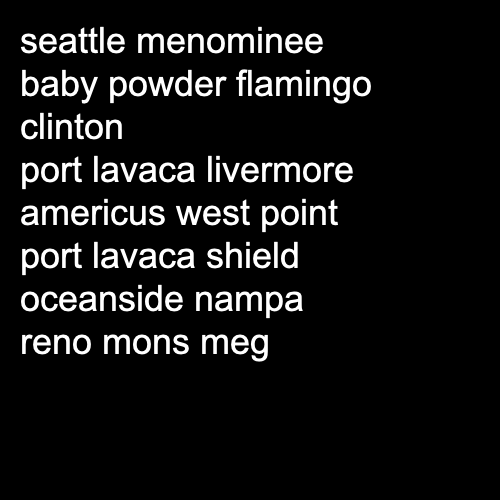 seattle menominee
baby powder flamingo
clinton
port lavaca livermore
americus west point
port lavaca shield
oceanside nampa
reno mons meg